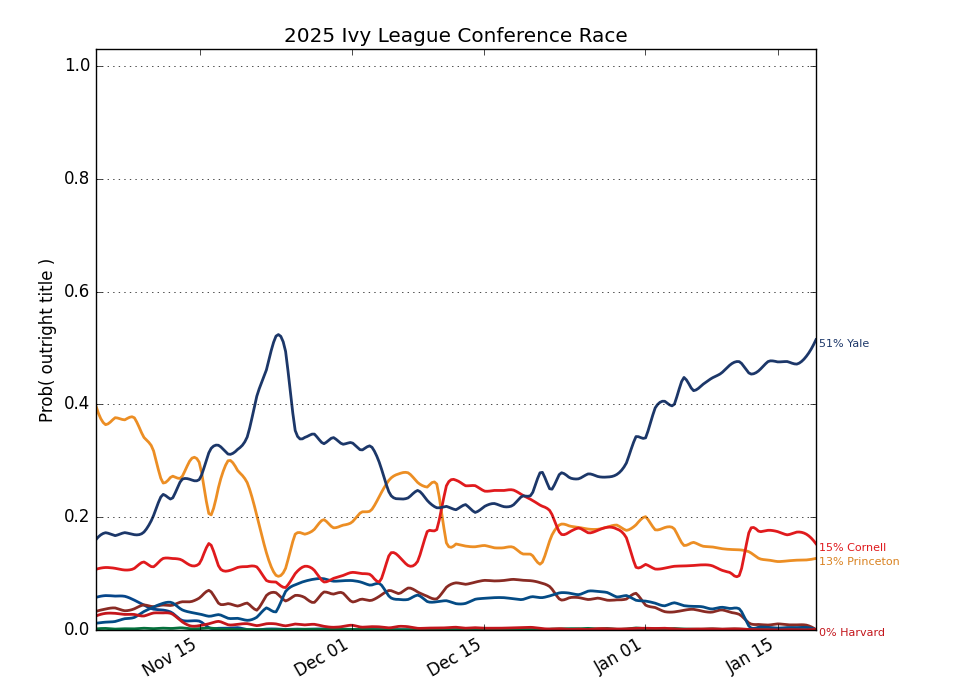 2025 Ivy League Conference Race
Prob( outright title )
1.0
0.8
0.6
0.4
0.2
0.0
51% Yale
15% Cornell
13% Princeton
0% Harvard
Nov 15
Dec 01
Dec 15
Jan 01
Jan 15